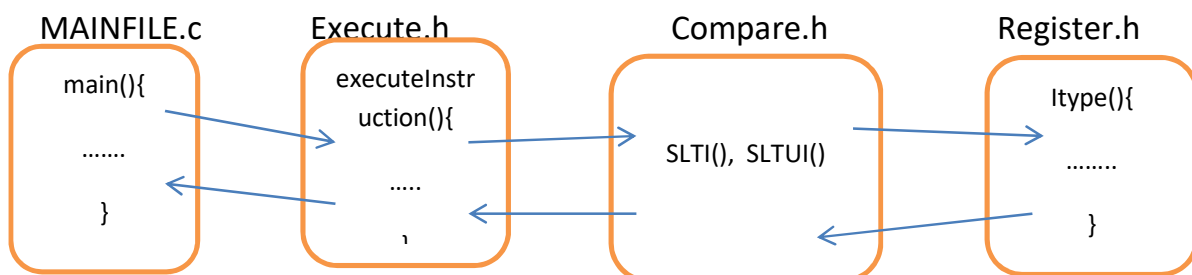 MAINFILE.c
Execute.h
Compare.h
Register.h
main(){
…….
}
executeInstr
uction(){
…..
}
SLTI(), SLTUI()
Itype(){
……..
}